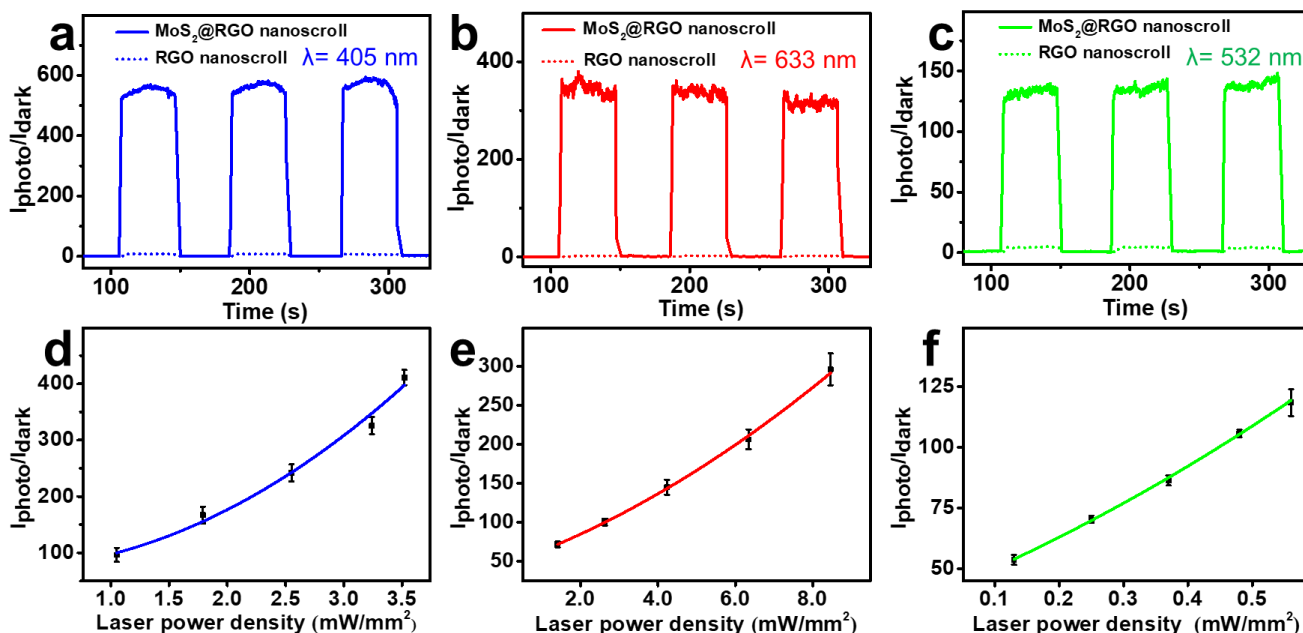 a
MoS₂@RGO nanoscroll
RGO nanoscroll
λ= 405 nm
Iphoto/Idark
600
400
200
0
100
200
300
Time (s)
b
MoS₂@RGO nanoscroll
RGO nanoscroll
λ= 633 nm
Iphoto/Idark
400
300
200
0
100
200
300
Time (s)
c
MoS₂@RGO nanoscroll
RGO nanoscroll
λ= 532 nm
Iphoto/Idark
150
100
50
0
100
200
300
Time (s)
d
Iphoto/Idark
400
300
200
100
1.0
1.5
2.0
2.5
3.0
3.5
Laser power density (mW/mm²)
e
Iphoto/Idark
300
250
200
150
100
50
2.0
4.0
6.0
8.0
Laser power density (mW/mm²)
f
Iphoto/Idark
125
100
75
50
0.1
0.2
0.3
0.4
0.5
Laser power density (mW/mm²)